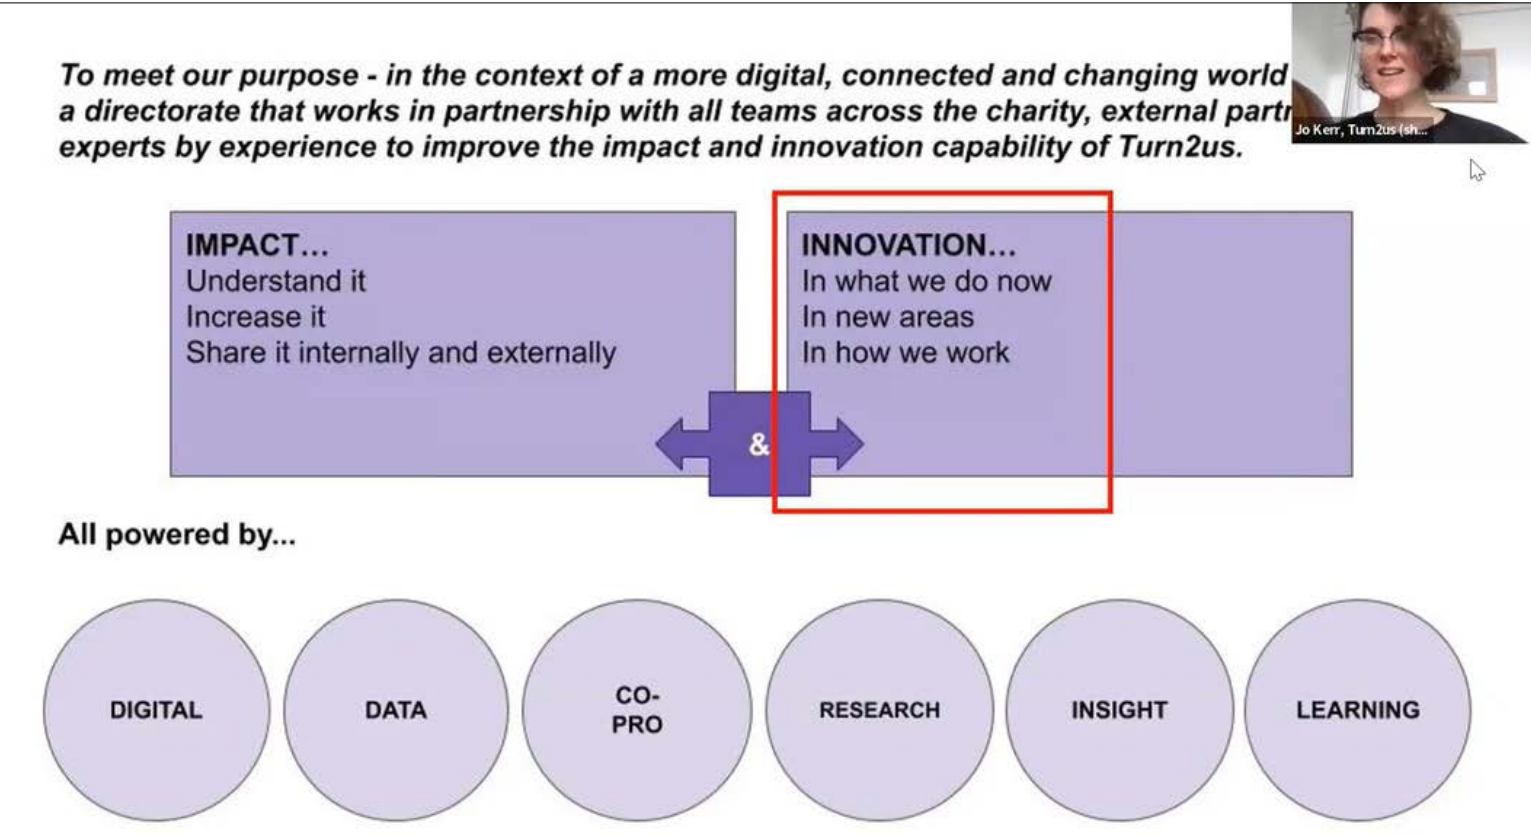 To meet our purpose - in the context of a more digital, connected and changing world
a directorate that works in partnership with all teams across the charity, external
experts by experience to improve the impact and innovation capability of Turn2us.
Jo Kerr, Turn2us (sh...
IMPACT...
Understand it
Increase it
Share it internally and externally
INNOVATION...
In what we do now
In new areas
In how we work
&
All powered by...
DIGITAL
DATA
CO-
PRO
RESEARCH
INSIGHT
LEARNING